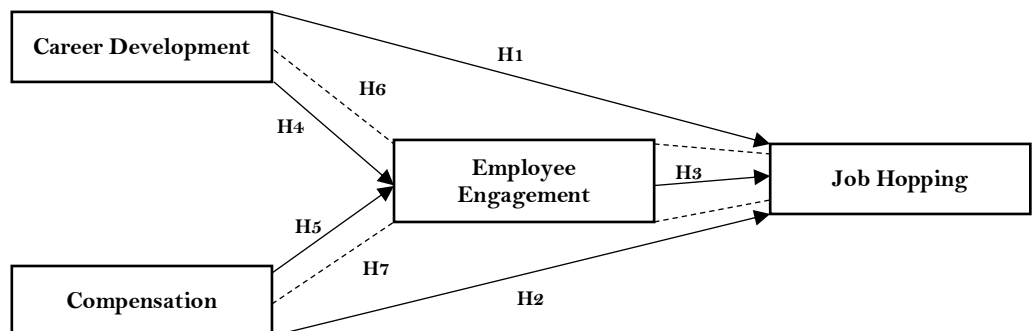 Career Development
H1
H6
H4
Employee
Engagement
H3
Job Hopping
H5
H7
Compensation
H2